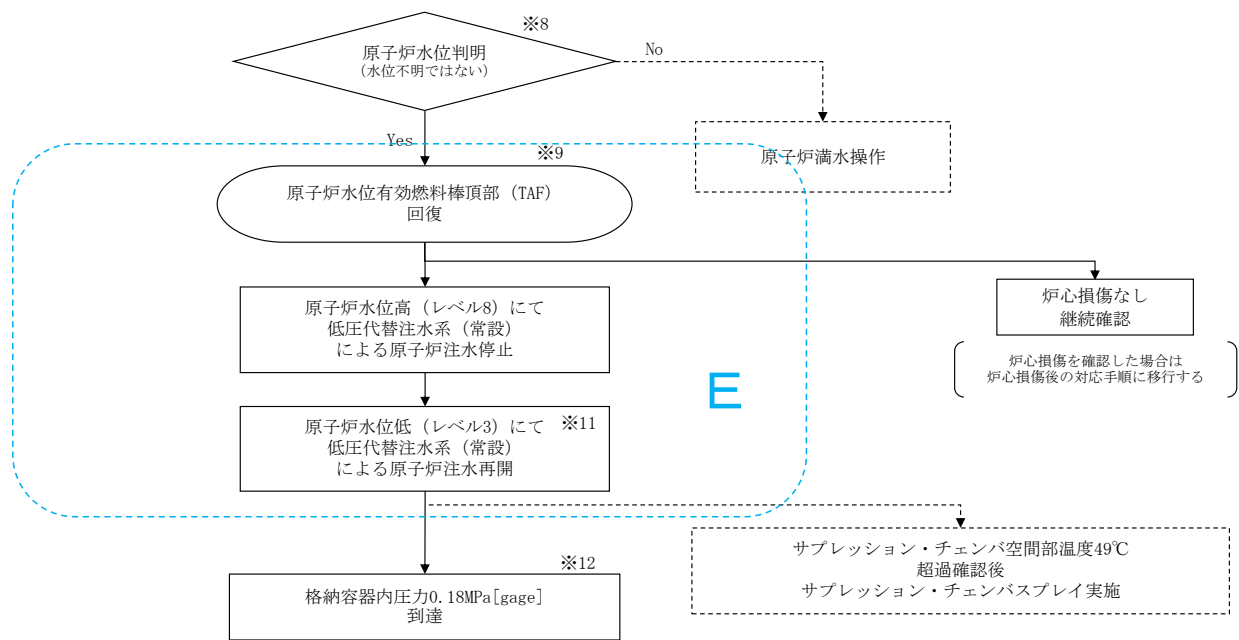 ※8
原子炉水位判明
(水位不明ではない)
No
Yes
原子炉満水操作
※9
原子炉水位有効燃料棒頂部(TAF)
回復
原子炉水位高(レベル8)にて
低圧代替注水系(常設)
による原子炉注水停止
炉心損傷なし
継続確認
炉心損傷を確認した場合は
炉心損傷後の対応手順に移行する
E
原子炉水位低(レベル3)にて
※11
低圧代替注水系(常設)
による原子炉注水再開
サプレッション・チェンバ空間部温度49℃
超過確認後
サプレッション・チェンバスプレイ実施
※12
格納容器内圧力0.18MPa[gage]
到達